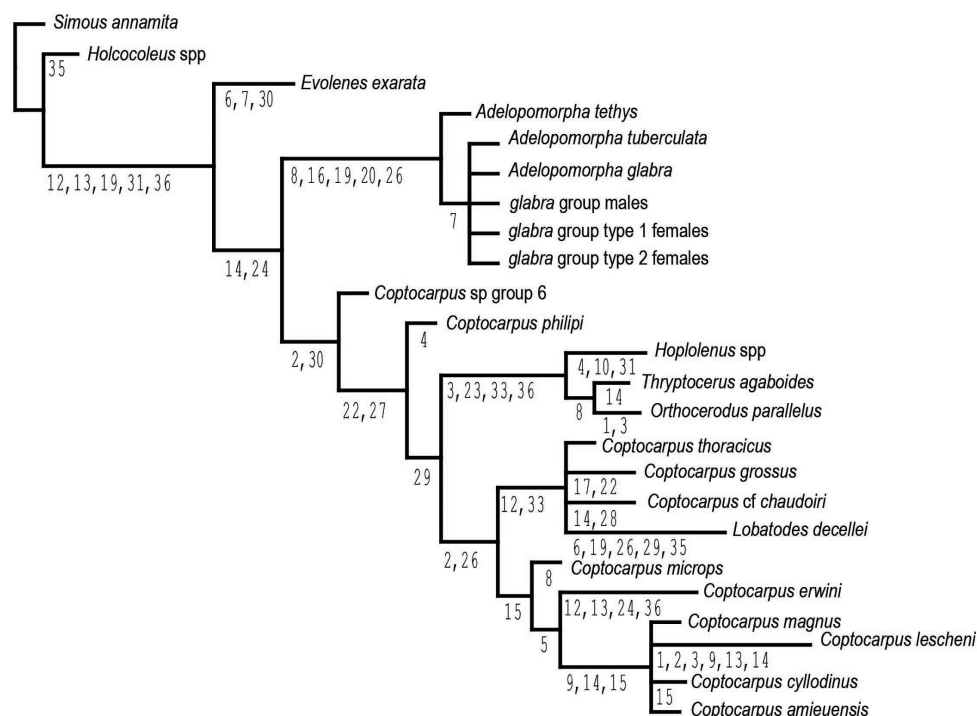 Simous annamita
Holcocoleus spp
35
Evolenes exarata
6,7,30
Adelopomorpha tethys
Adelopomorpha tuberculata
12,13,19,31,36
8,16,19,20,26
Adelopomorpha glabra
glabra group males
7
glabra group type 1 females
glabra group type 2 females
14,24
Coptocarpus sp group 6
Coptocarpus philipi
4
2,30
Hoplolenus spp
4,10,31
3,23,33,36
Thryptocerus agaboides
14
8
Orthocerodus parallelus
22,27
1,3
Coptocarpus thoracicus
29
Coptocarpus grossus
17,22
12,33
Coptocarpus cf chaudoiri
14,28
Lobatodes decellei
6,19,26,29,35
2,26
Coptocarpus microps
8
Coptocarpus erwini
15
12,13,24,36
Coptocarpus magnus
5
Coptocarpus lescheni
1,2,3,9,13,14
9,14,15
Coptocarpus cyllodinus
15
Coptocarpus amieuensis